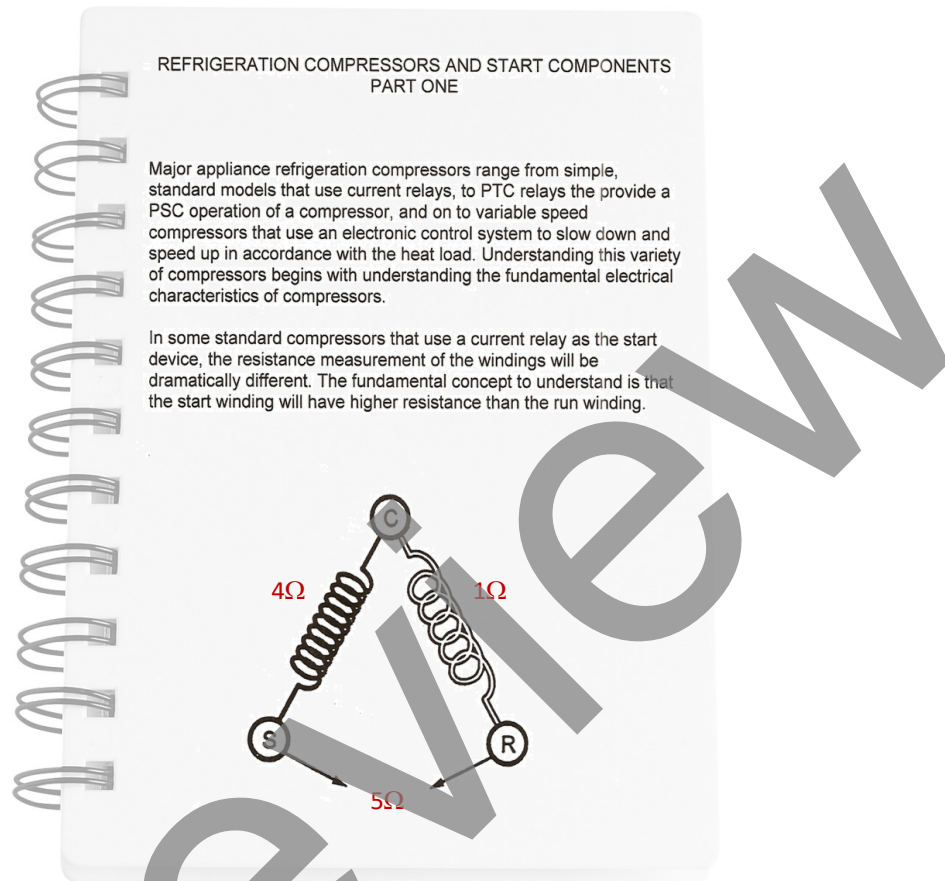 REFRIGERATION COMPRESSORS AND START COMPONENTS
PART ONE
Major appliance refrigeration compressors range from simple,
standard models that use current relays, to PTC relays the provide a
PSC operation of a compressor, and on to variable speed
compressors that use an electronic control system to slow down and
speed up in accordance with the heat load. Understanding this variety
of compressors begins with understanding the fundamental electrical
characteristics of compressors.
In some standard compressors that use a current relay as the start
device, the resistance measurement of the windings will be
dramatically different. The fundamental concept to understand is that
the start winding will have higher resistance than the run winding.
C
4Ω 1Ω
S R
5Ω
eview